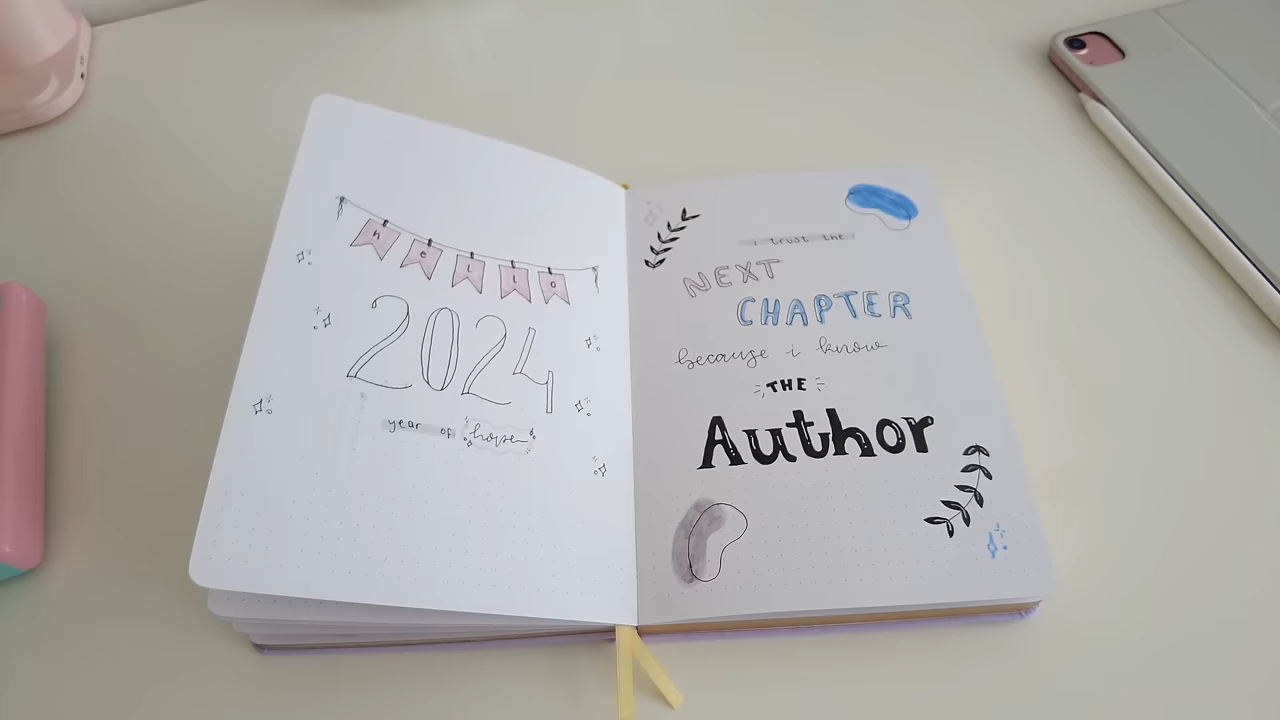 hello
2024
year of hope
i trust the
NEXT
CHAPTER
because i know
THE
Author